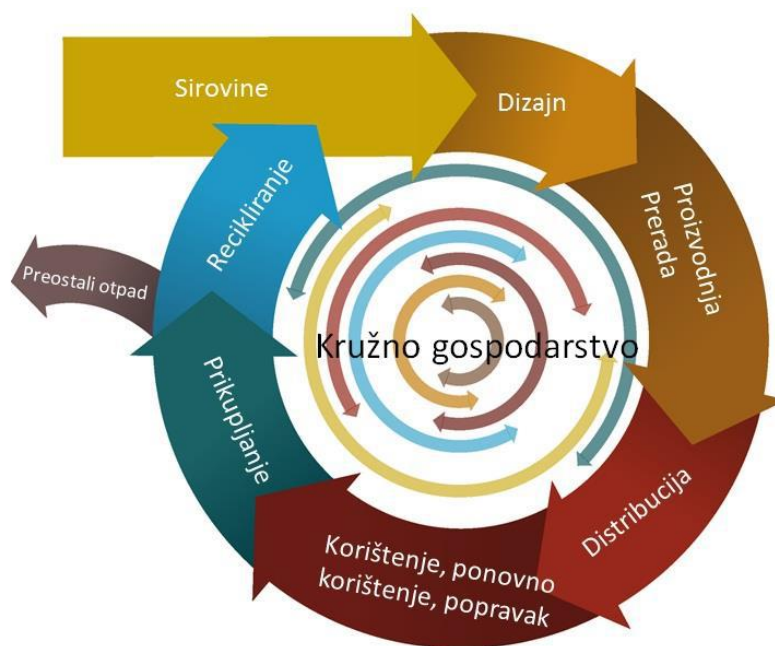 Sirovine
Dizajn
Proizvodnja
Prerada
Distribucija
Korištenje, ponovno
korištenje, popravak
Prikupljanje
Recikliranje
Preostali otpad
Kružno gospodarstvo